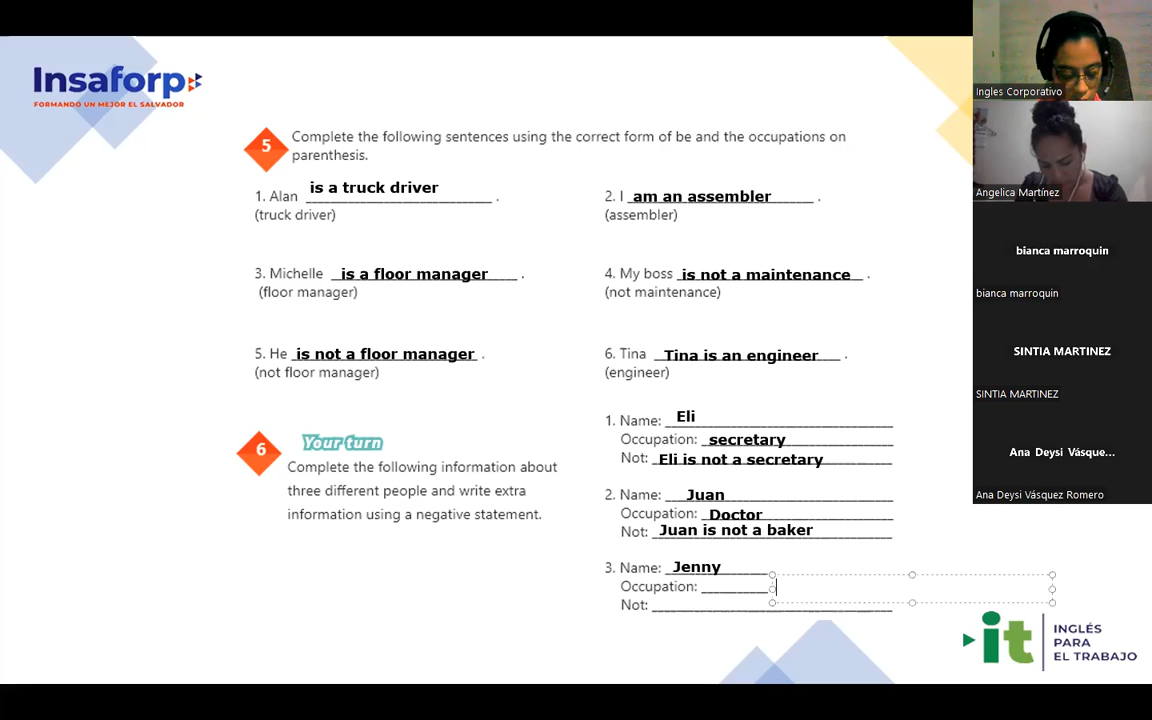 Insaforp
FORMANDO UN MEJOR EL SALVADOR
5
Complete the following sentences using the correct form of be and the occupations on
parenthesis.
1. Alan is a truck driver .
(truck driver)
2. I am an assembler .
(assembler)
3. Michelle is a floor manager .
(floor manager)
4. My boss is not a maintenance .
(not maintenance)
5. He is not a floor manager .
(not floor manager)
6. Tina Tina is an engineer .
(engineer)
6
Your turn
Complete the following information about
three different people and write extra
information using a negative statement.
1. Name: Eli
Occupation: secretary
Not: Eli is not a secretary
2. Name: Juan
Occupation: Doctor
Not: Juan is not a baker
3. Name: Jenny
Occupation:
Not:
it
INGLÉS
PARA
EL TRABAJO
Ingles Corporativo
Angelica Martínez
bianca marroquin
bianca marroquin
SINTIA MARTINEZ
SINTIA MARTINEZ
Ana Deysi Vásque...
Ana Deysi Vásquez Romero